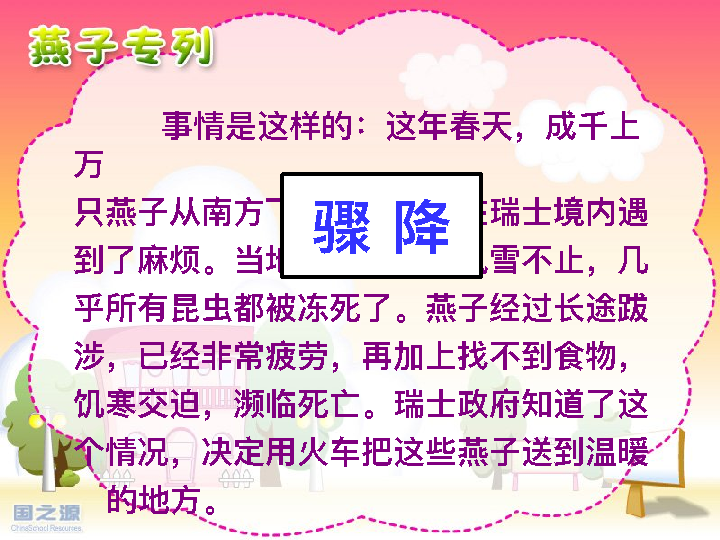 燕子专列
事情是这样的：这年春天，成千上
万
只燕子从南方 瑞士境内遇
到了麻烦。当 雪不止，几
骤 降
乎所有昆虫都被冻死了。燕子经过长途跋
涉，已经非常疲劳，再加上找不到食物，
饥寒交迫，濒临死亡。瑞士政府知道了这
个情况，决定用火车把这些燕子送到温暖
的地方。
国之源
ChinaSchool Resources